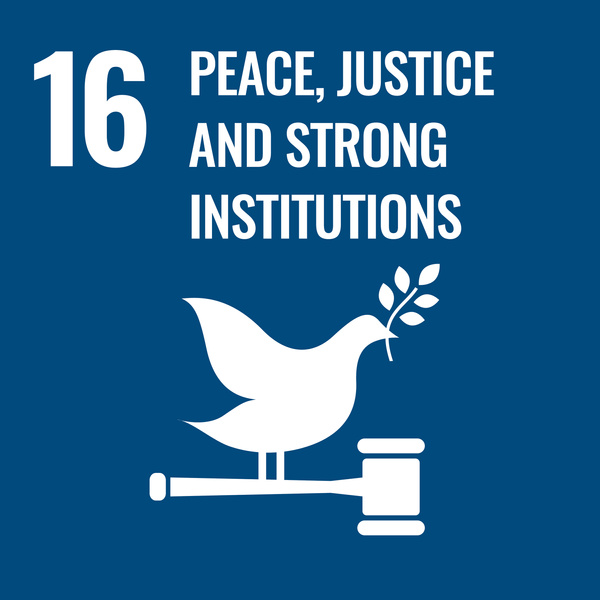 16
PEACE, JUSTICE
AND STRONG
INSTITUTIONS